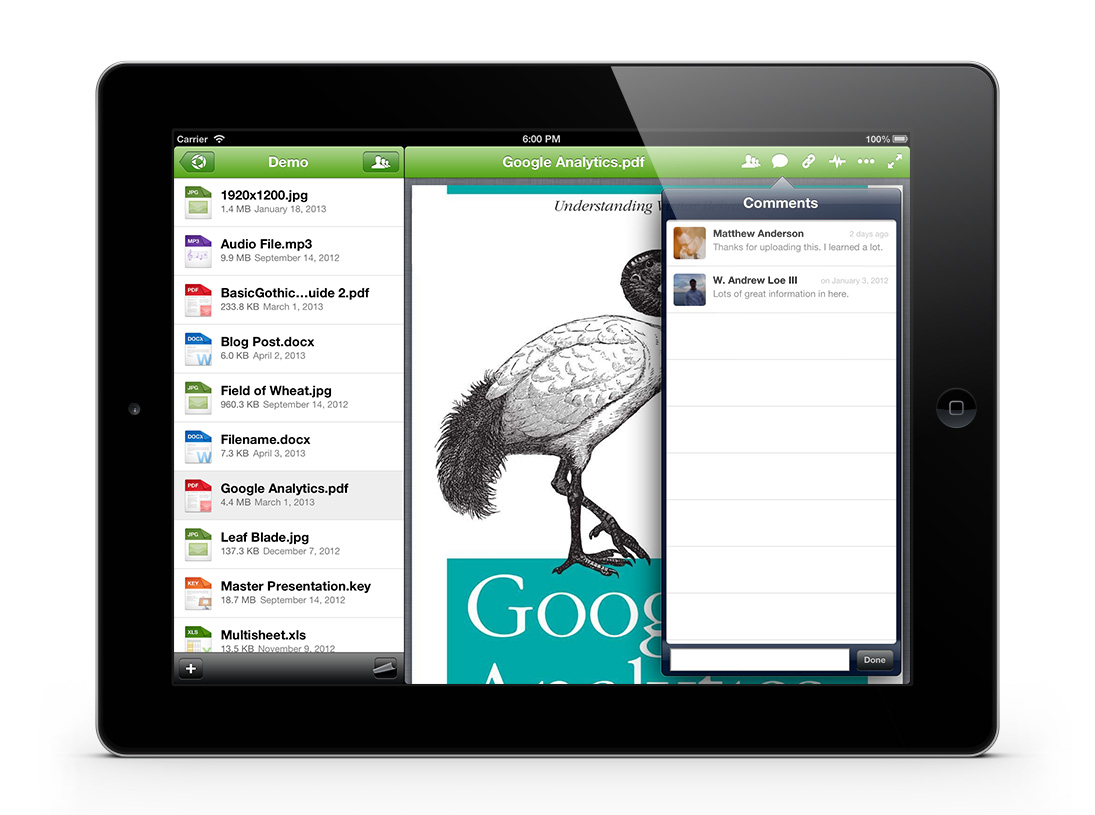 Carrier
6:00 PM
100%
Demo
JPG
1920x1200.jpg
1.4 MB January 18, 2013
MP3
Audio File.mp3
9.9 MB September 14, 2012
PDF
BasicGothic...uide 2.pdf
233.8 KB March 1, 2013
DOCX
Blog Post.docx
6.0 KB April 2, 2013
JPG
Field of Wheat.jpg
960.3 KB September 14, 2012
DOCX
Filename.docx
7.3 KB April 3, 2013
PDF
Google Analytics.pdf
4.4 MB March 1, 2013
JPG
Leaf Blade.jpg
137.3 KB December 7, 2012
KEY
Master Presentation.key
18.7 MB September 14, 2012
XLS
Multisheet.xls
13.5 KB November 9, 2012
+
Google Analytics.pdf
Understanding
Goog
Analytics
Comments
Matthew Anderson
2 days ago
Thanks for uploading this. I learned a lot.
W. Andrew Loe III
on January 3, 2012
Lots of great information in here.
Done